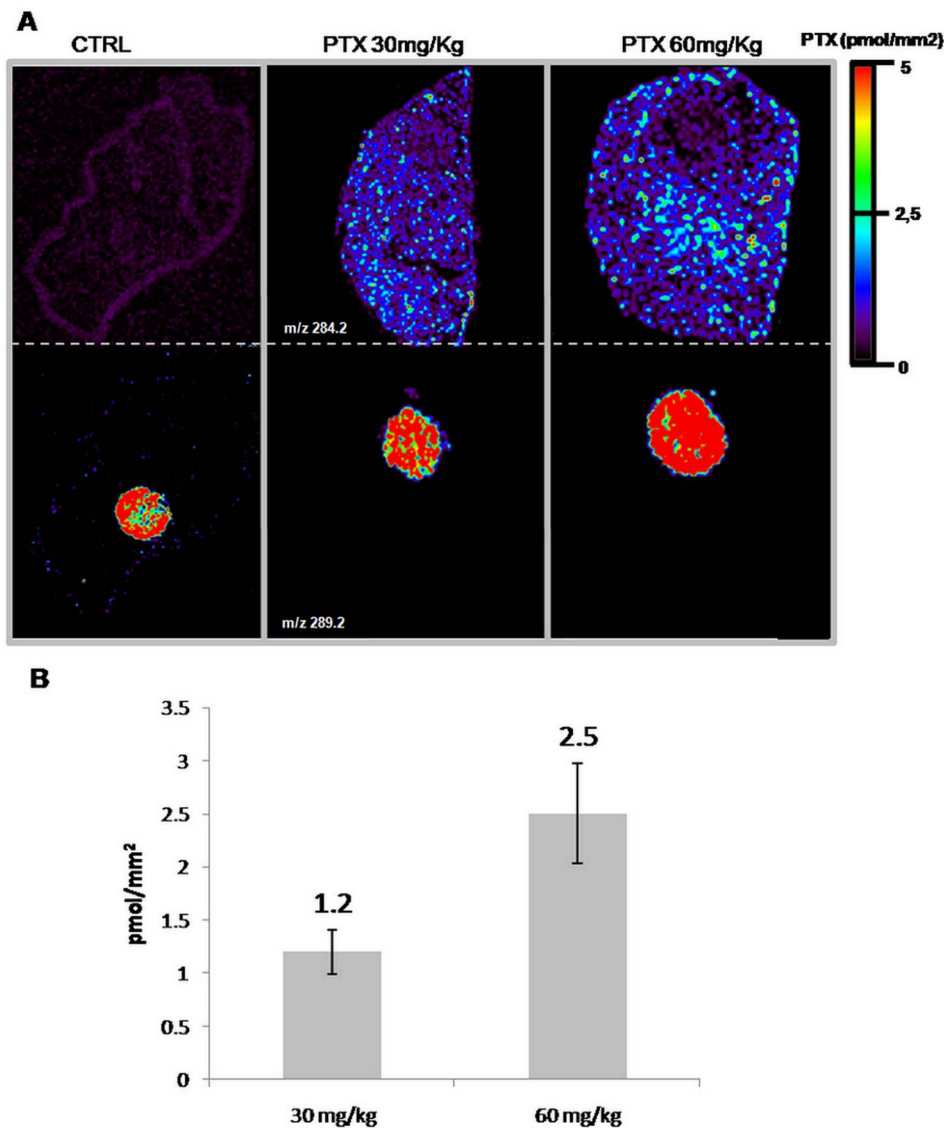 A
CTRL
PTX 30mg/Kg
PTX 60mg/Kg
PTX (pmol/mm2)
5
2,5
0
m/z 284.2
m/z 289.2
B
3.5
3
2.5
2
1.5
1
0.5
0
pmol/mm²
1.2
2.5
30 mg/kg
60 mg/kg